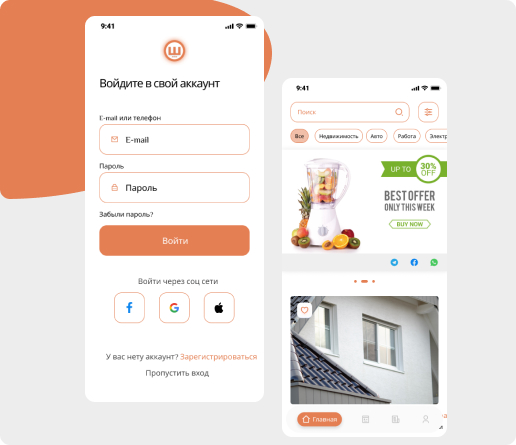 9:41
Ш
Войдите в свой аккаунт
E-mail или телефон
E-mail
Пароль
Пароль
Забыли пароль?
Войти
Войти через соц сети
f
G
У вас нету аккаунт? Зарегистрироваться
Пропустить вход
9:41
Поиск
Все
Недвижимость
Авто
Работа
Электр
UP TO
30%
OFF
BEST OFFER
ONLY THIS WEEK
BUY NOW
Главная